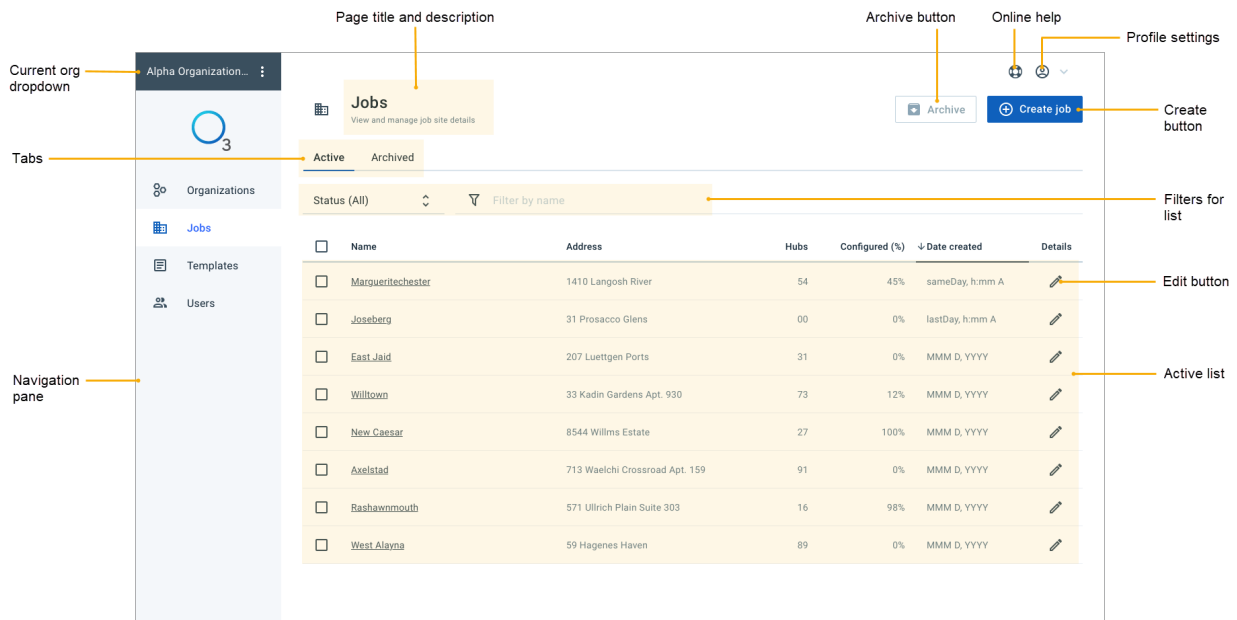 Page title and description
Archive button
Online help
Profile settings
Current org
dropdown
Alpha Organization...
Jobs
View and manage job site details
Archive
Create job
Create
button
3
Tabs
Active
Archived
Organizations
Status (All)
Filter by name
Filters for
list
Jobs
Name
Address
Hubs
Configured (%)
Date created
Details
Templates
Margueritechester
1410 Langosh River
54
45%
sameDay, h:mm A
Edit button
Users
Joseberg
31 Prosacco Glens
00
0%
lastDay, h:mm A
East Jaid
207 Luettgen Ports
31
0%
MMM D, YYYY
Active list
Navigation
pane
Willtown
33 Kadin Gardens Apt. 930
73
12%
MMM D, YYYY
New Caesar
8544 Willms Estate
27
100%
MMM D, YYYY
Axelstad
713 Waelchi Crossroad Apt. 159
91
0%
MMM D, YYYY
Rashawnmouth
571 Ullrich Plain Suite 303
16
98%
MMM D, YYYY
West Alayna
59 Hagenes Haven
89
0%
MMM D, YYYY